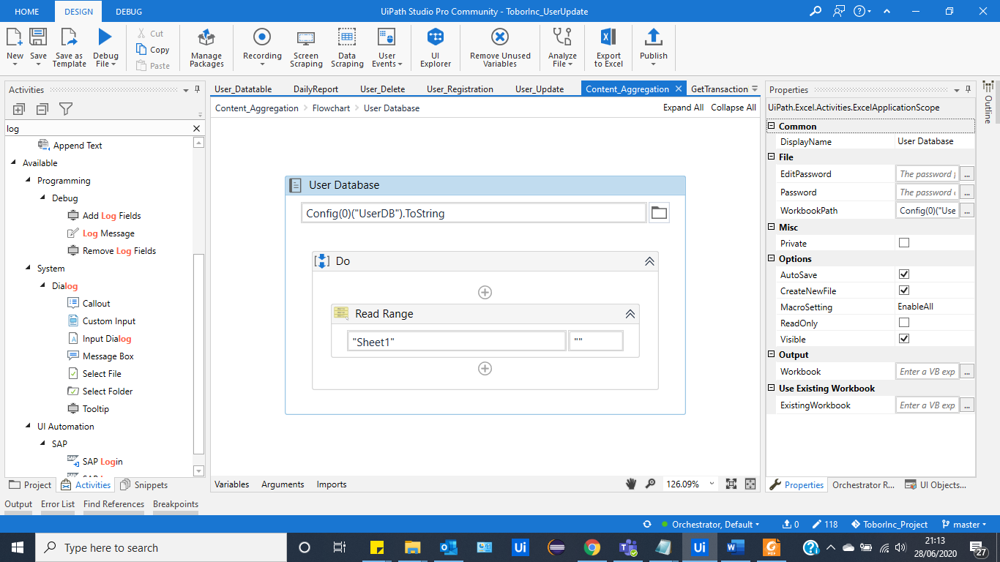 HOME DESIGN DEBUG UiPath Studio Pro Community - ToborInc_UserUpdate
New Save Save as Template Debug File
Cut
Copy
Paste
Manage Packages Recording Screen Scraping Data Scraping User Events UI Explorer Remove Unused Variables Analyze File Export to Excel Publish
Activities
log
Append Text
Available
Programming
Debug
Add Log Fields
Log Message
Remove Log Fields
System
Dialog
Callout
Custom Input
Input Dialog
Message Box
Select File
Select Folder
Tooltip
UI Automation
SAP
SAP Login
Project Activities Snippets
User_Datatable DailyReport User_Delete User_Registration User_Update Content_Aggregation GetTransaction
Content_Aggregation Flowchart User Database Expand All Collapse All
User Database
Config(0)("UserDB").ToString
Do
Read Range
"Sheet1" ""
Variables Arguments Imports 126.09%
Properties
UiPath.Excel.Activities.ExcelApplicationScope
Common
DisplayName User Database
File
EditPassword The password f ...
Password The password ...
WorkbookPath Config(0)("Use ...
Misc
Private
Options
AutoSave
CreateNewFile
MacroSetting EnableAll
ReadOnly
Visible
Output
Workbook Enter a VB exp ...
Use Existing Workbook
ExistingWorkbook Enter a VB exp ...
Properties Orchestrator R... UI Objects...
Outline
Output Error List Find References Breakpoints
Orchestrator, Default 0 118 ToborInc_Project master
Type here to search
Ui
Ui
21:13
28/06/2020
27